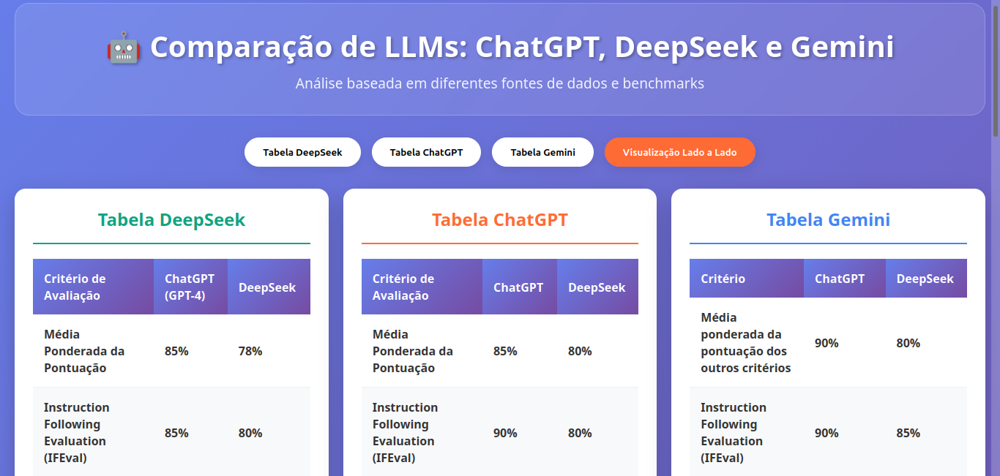 🤖 Comparação de LLMs: ChatGPT, DeepSeek e Gemini
Análise baseada em diferentes fontes de dados e benchmarks
Tabela DeepSeek
Tabela ChatGPT
Tabela Gemini
Visualização Lado a Lado
Tabela DeepSeek
Critério de
Avaliação
ChatGPT
(GPT-4)
DeepSeek
Média
Ponderada da
Pontuação
85%
78%
Instruction
Following
Evaluation
(IFEval)
85%
80%
Tabela ChatGPT
Critério de
Avaliação
ChatGPT
DeepSeek
Média
Ponderada da
Pontuação
85%
80%
Instruction
Following
Evaluation
(IFEval)
90%
80%
Tabela Gemini
Critério
ChatGPT
DeepSeek
Média
ponderada da
pontuação dos
outros critérios
90%
80%
Instruction
Following
Evaluation
(IFEval)
90%
85%